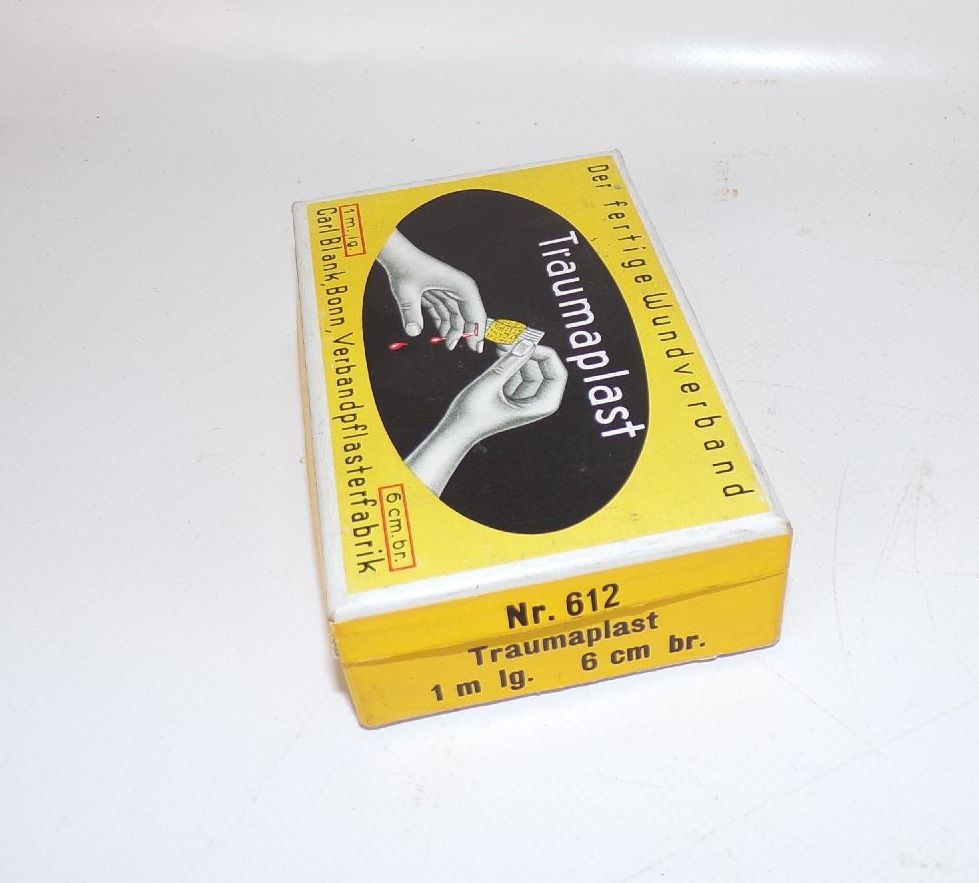 Der fertige Wundverband
Traumaplast
1 m. lg.
6 cm. br.
Carl Blank, Bonn, Verbandpflasterfabrik
Nr. 612
Traumaplast
1 m lg. 6 cm br.